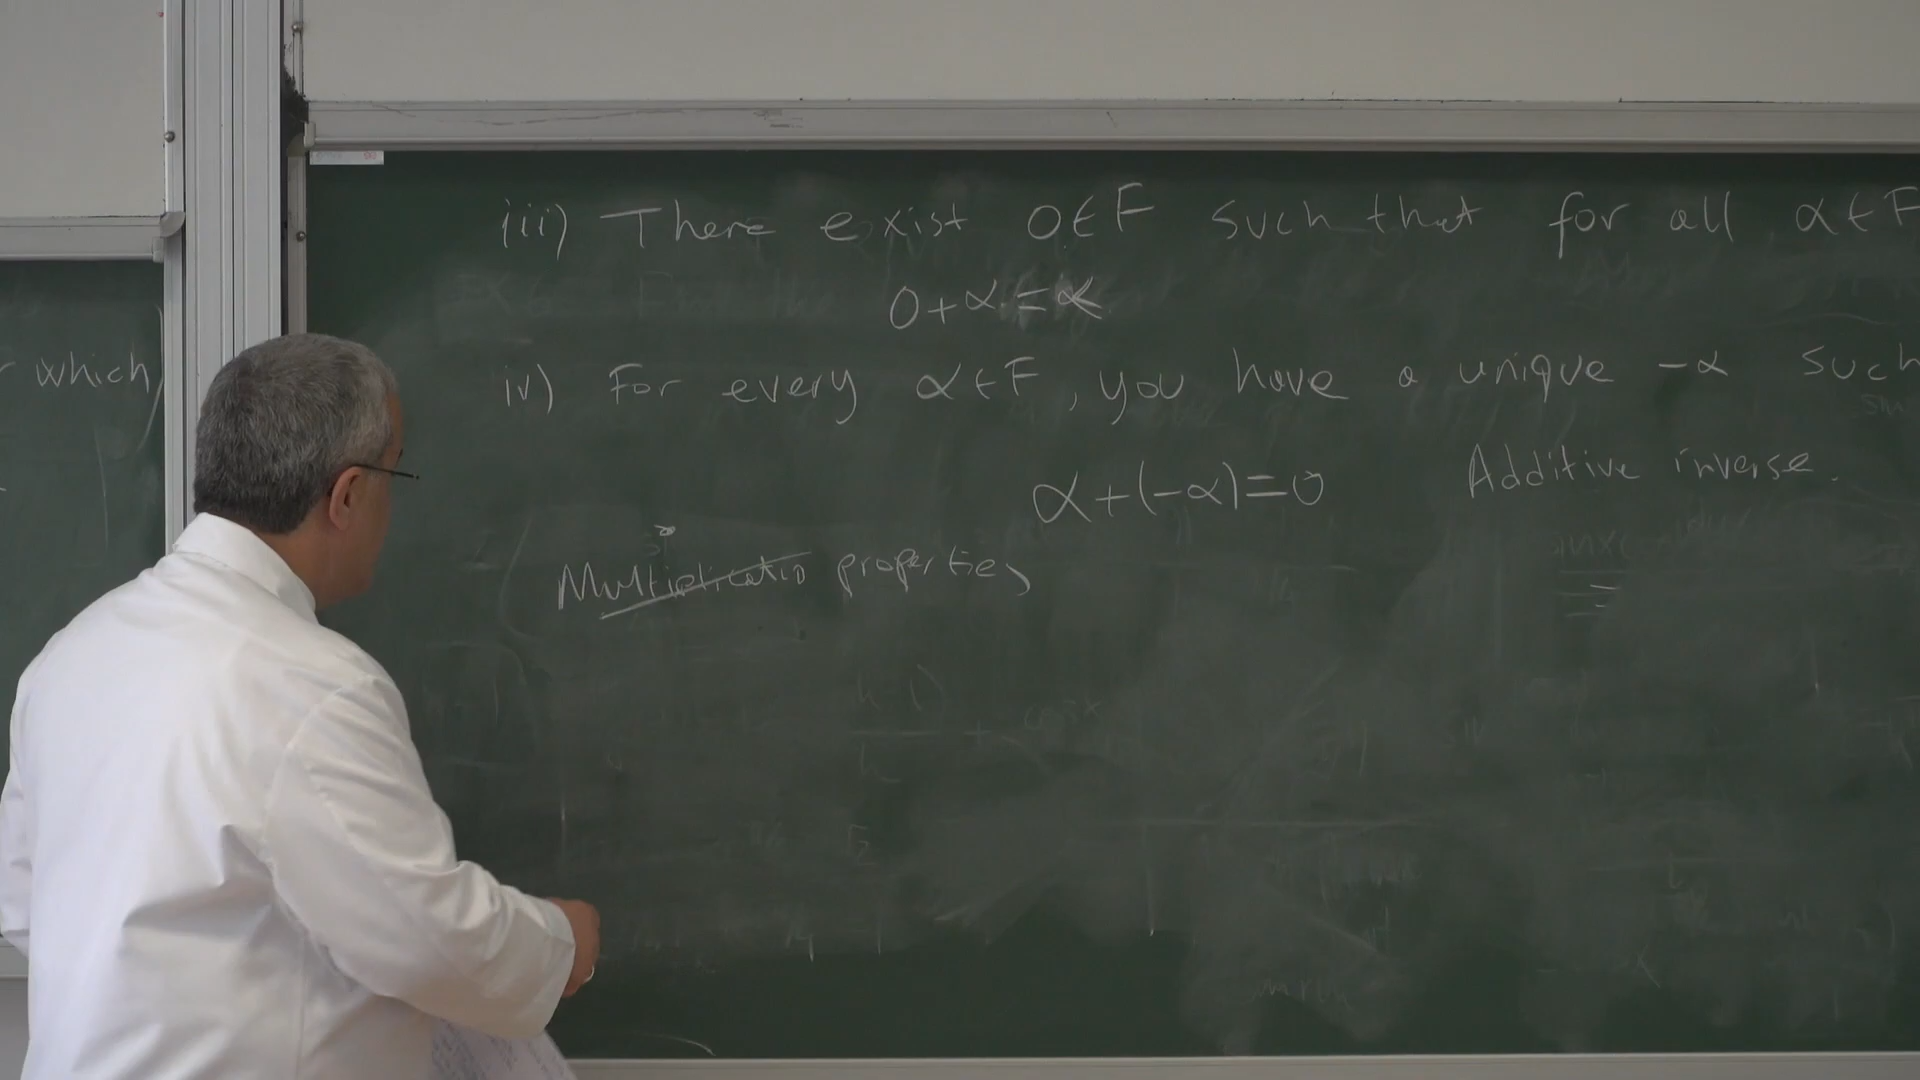 iii) There exist 0∈F such that for all α∈F
0+α=α
which
iv) For every α∈F, you have a unique -α such
α+(-α)=0 Additive inverse.
Multiplicatio properties